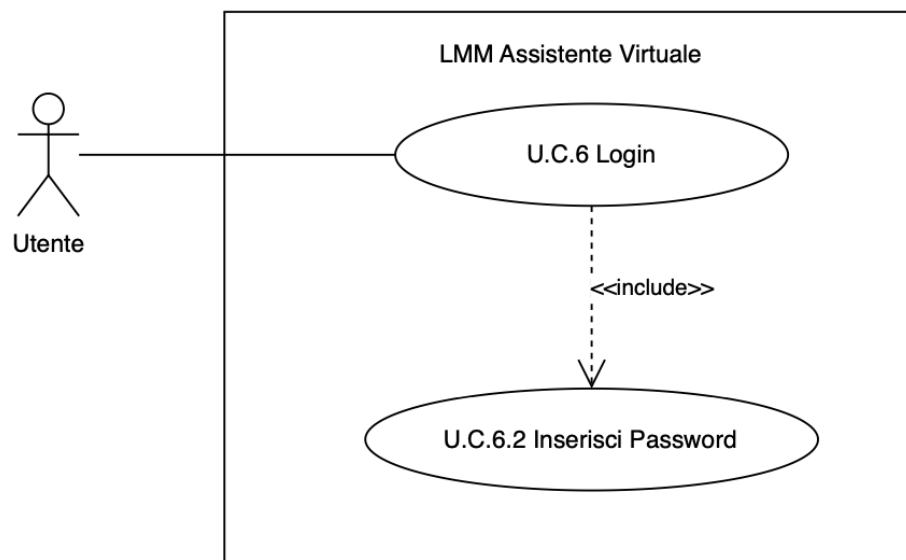 LMM Assistente Virtuale
U.C.6 Login
Utente
<<include>>
U.C.6.2 Inserisci Password